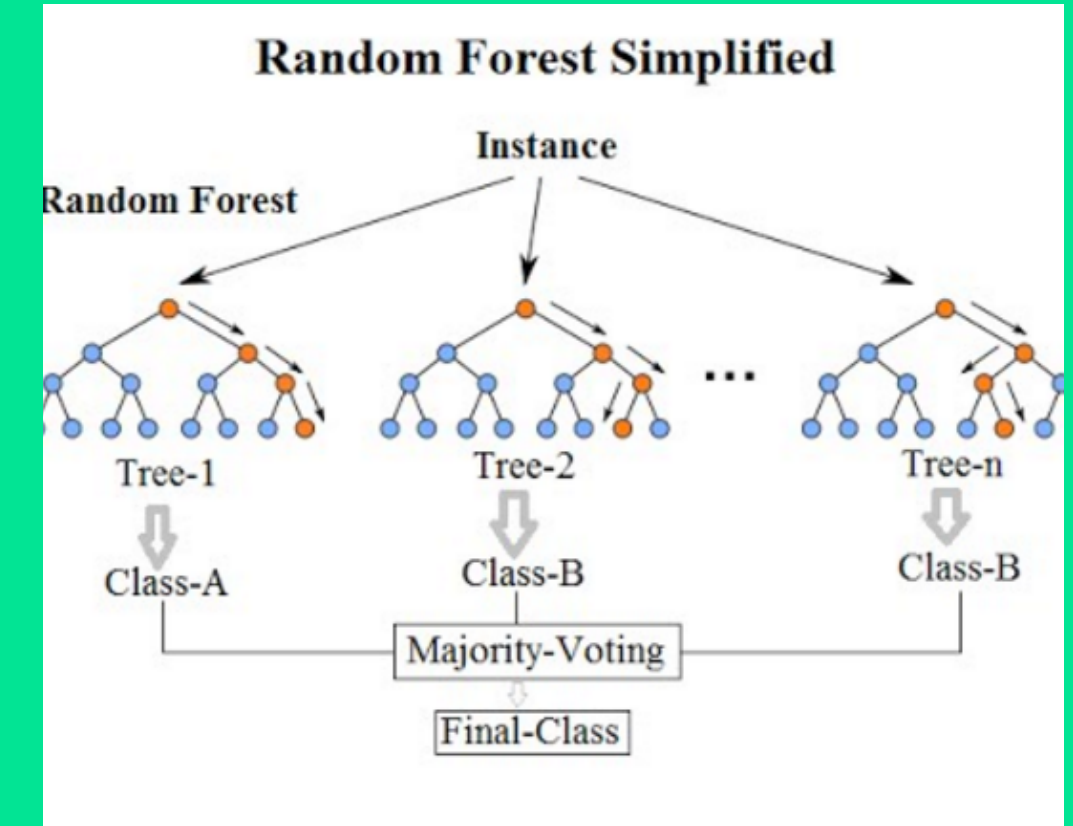 Random Forest Simplified
Instance
Random Forest
...
Tree-1
Tree-2
Tree-n
Class-A
Class-B
Class-B
Majority-Voting
Final-Class